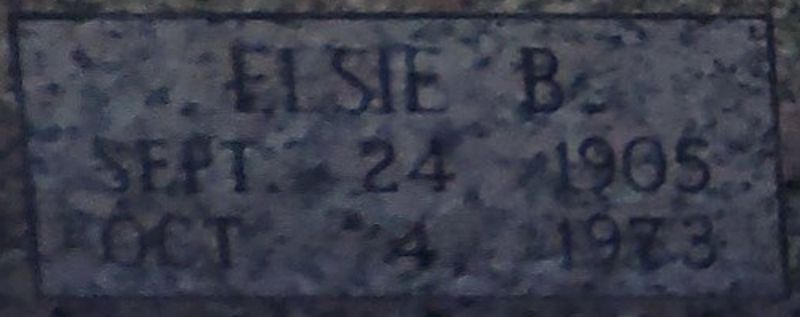 ELSIE B.
SEPT. 24 1905
OCT 4, 1973